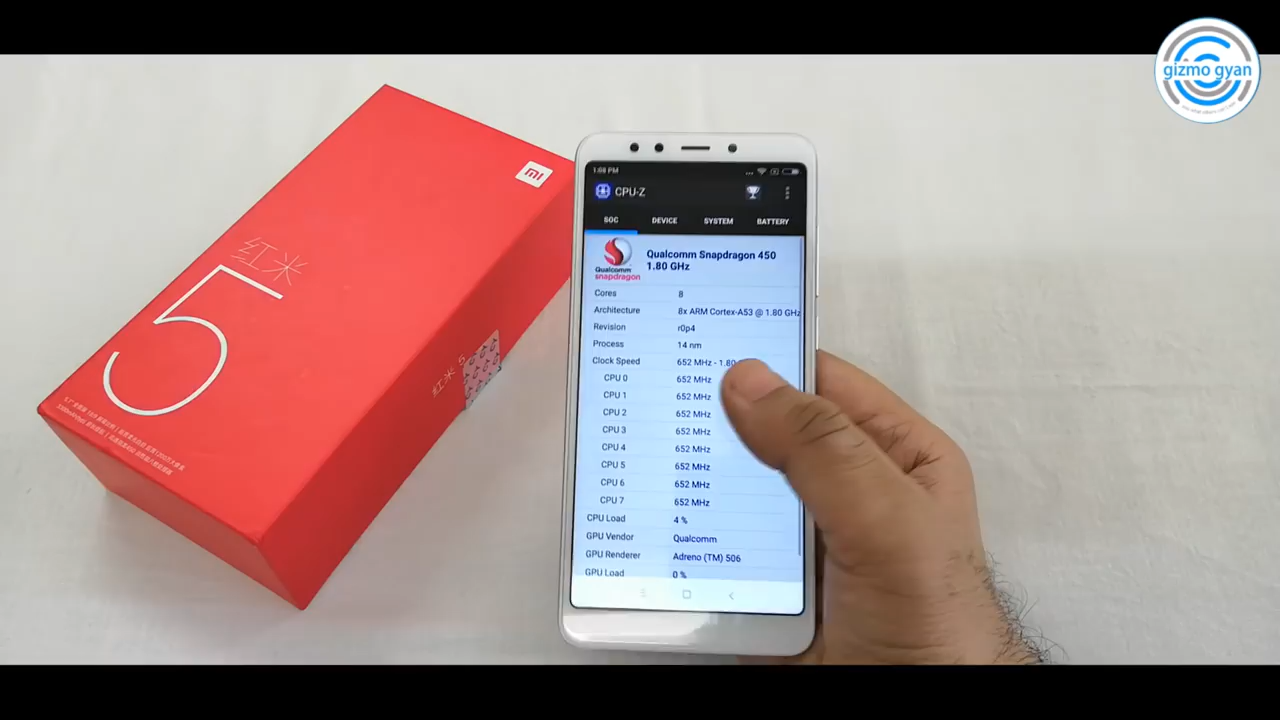 gizmo gyan
mi
红米
5
红米 5
1:08 PM
CPU-Z
SOC DEVICE SYSTEM BATTERY
Qualcomm
snapdragon
Qualcomm Snapdragon 450
1.80 GHz
Cores 8
Architecture 8x ARM Cortex-A53 @ 1.80 GHz
Revision r0p4
Process 14 nm
Clock Speed 652 MHz - 1.80
CPU 0 652 MHz
CPU 1 652 MHz
CPU 2 652 MHz
CPU 3 652 MHz
CPU 4 652 MHz
CPU 5 652 MHz
CPU 6 652 MHz
CPU 7 652 MHz
CPU Load 4 %
GPU Vendor Qualcomm
GPU Renderer Adreno (TM) 506
GPU Load 0 %